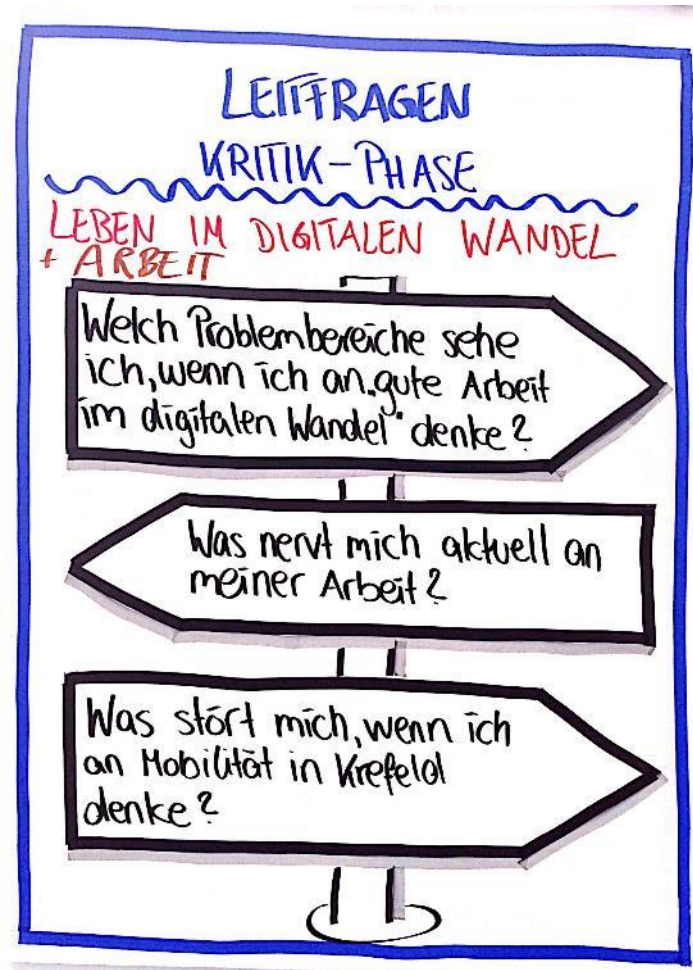 LEITFRAGEN
KRITIK-PHASE
LEBEN IM DIGITALEN WANDEL
+ ARBEIT
Welch Problembereiche sehe
ich, wenn ich an „gute Arbeit
im digitalen Wandel" denke?
Was nervt mich aktuell an
meiner Arbeit?
Was stört mich, wenn ich
an Mobilität in Krefeld
denke?